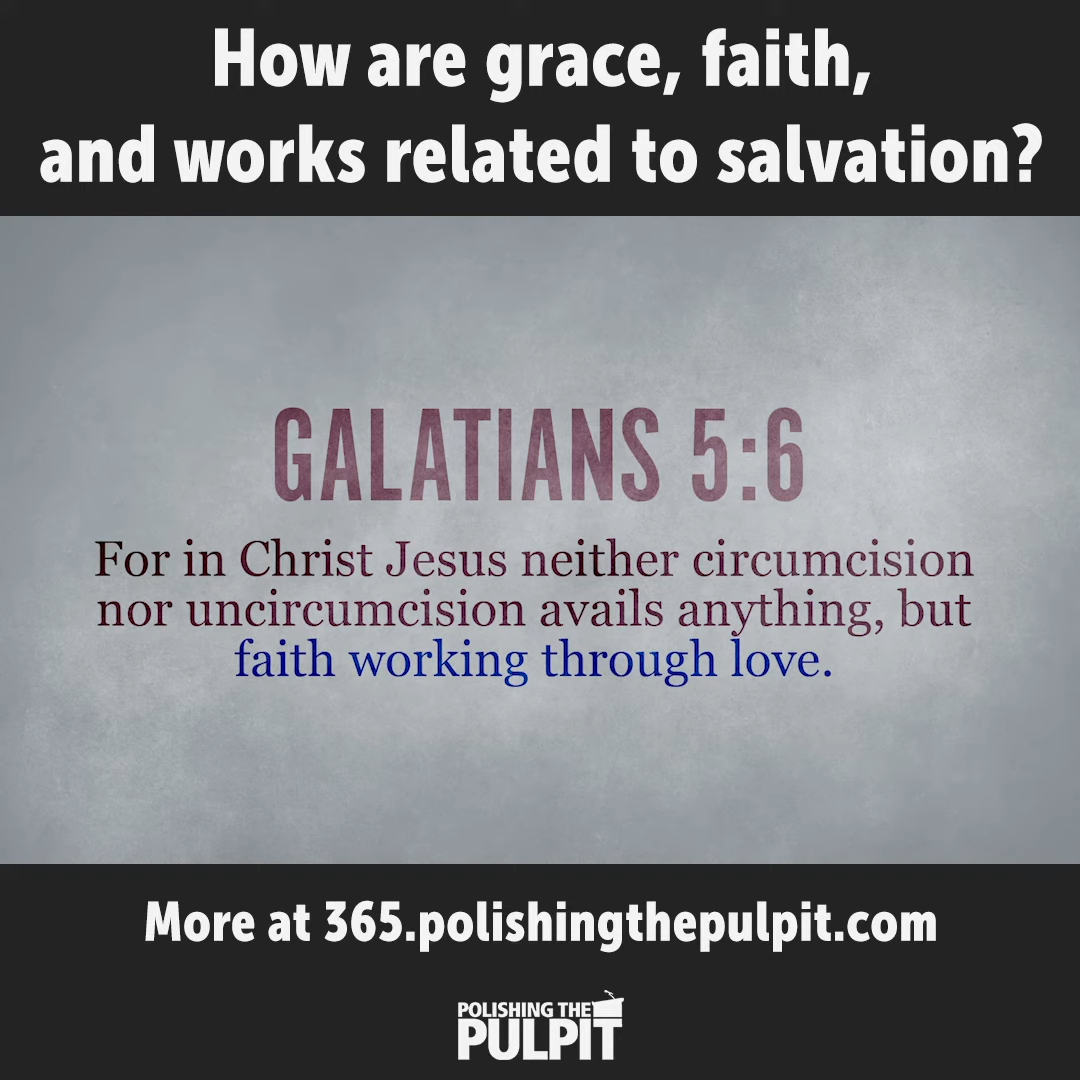 How are grace, faith,
and works related to salvation?
GALATIANS 5:6
For in Christ Jesus neither circumcision
nor uncircumcision avails anything, but
faith working through love.
More at 365.polishingthepulpit.com
POLISHING THE
PULPIT